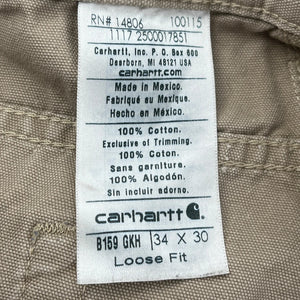 RN# 14806 100115
1117 2500017851
Carhartt, Inc. P.O. Box 600
Dearborn, MI 48121 USA
carhartt.com
Made in Mexico.
Fabriqué au Mexique.
Hecho en México.
100% Cotton.
Exclusive of Trimming.
100% Coton.
Sans garniture.
100% Algodón.
Sin incluir adorno.
carhartt
B159 GKH 34 X 30
Loose Fit